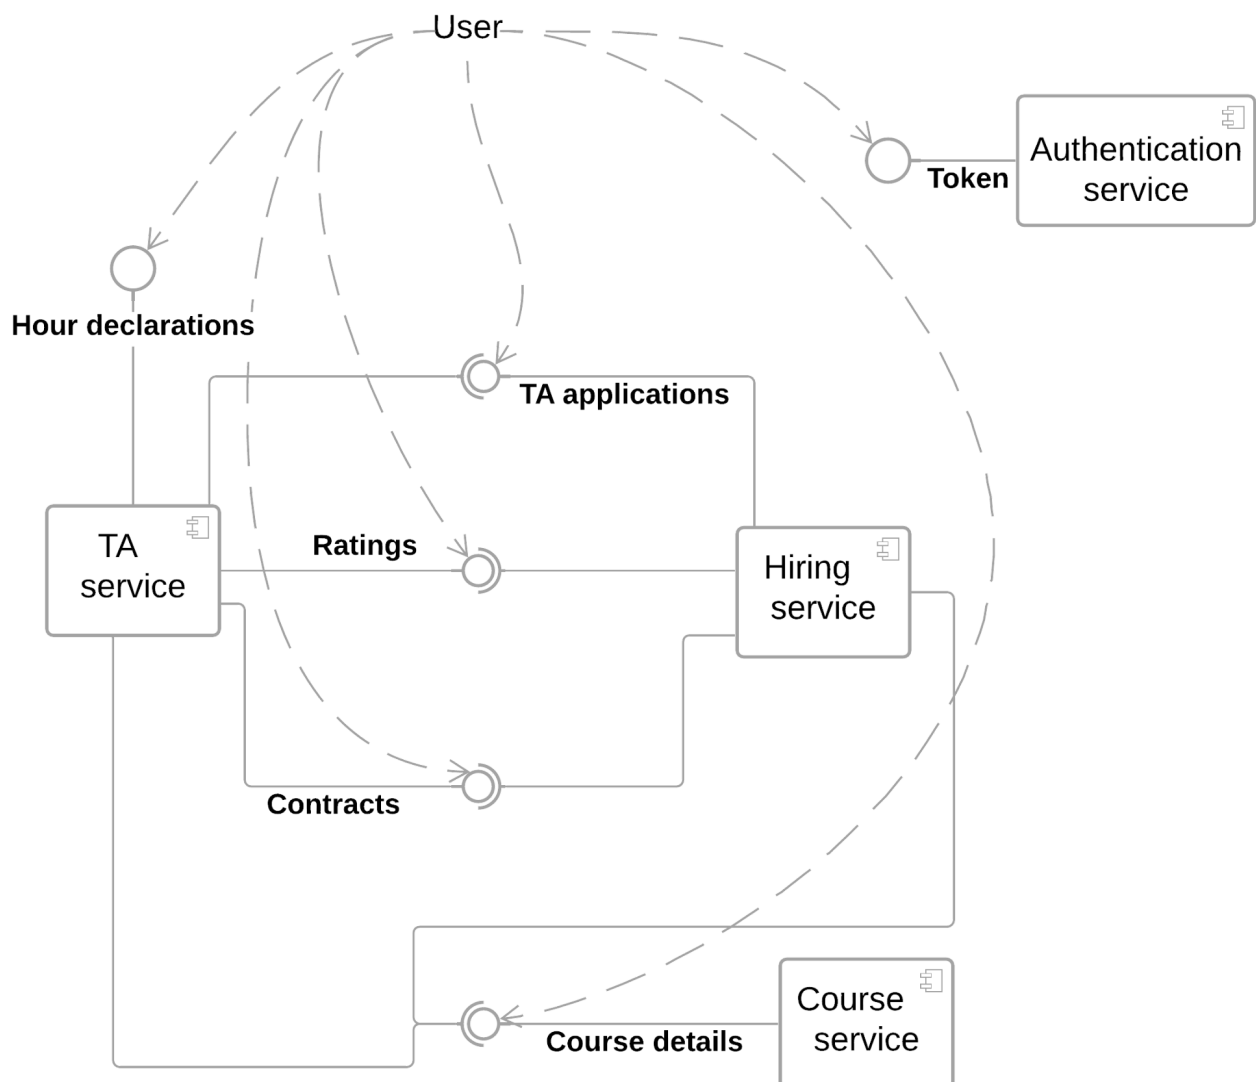 User
Authentication
service
Token
Hour declarations
TA applications
TA
service
Ratings
Hiring
service
Contracts
Course
service
Course details